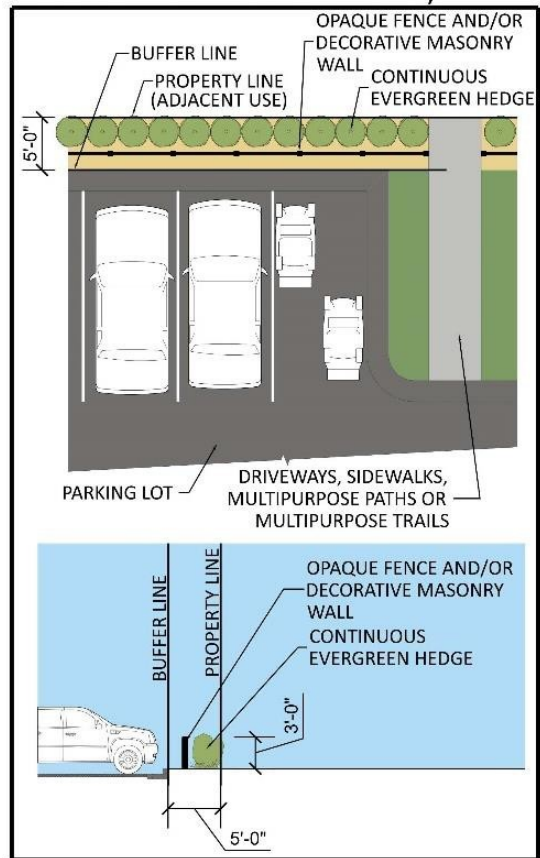 OPAQUE FENCE AND/OR
DECORATIVE MASONRY
WALL
BUFFER LINE
PROPERTY LINE
(ADJACENT USE)
CONTINUOUS
EVERGREEN HEDGE
5'-0"
PARKING LOT
DRIVEWAYS, SIDEWALKS,
MULTIPURPOSE PATHS OR
MULTIPURPOSE TRAILS
BUFFER LINE
PROPERTY LINE
OPAQUE FENCE AND/OR
DECORATIVE MASONRY
WALL
CONTINUOUS
EVERGREEN HEDGE
3'-0"
5'-0"